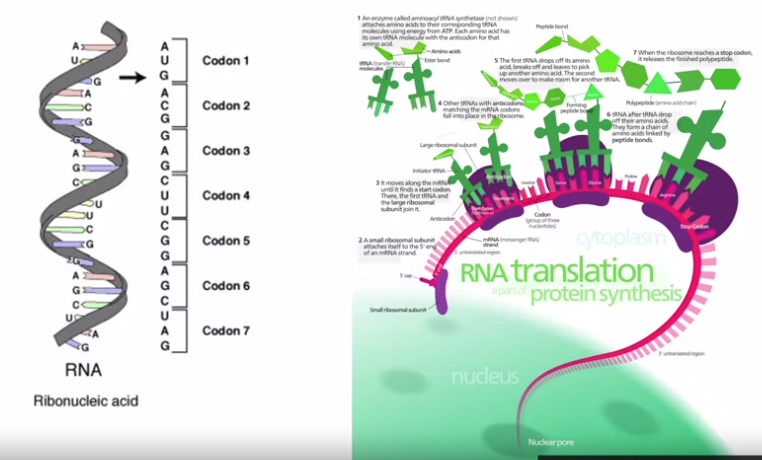 A
U
G
A
C
G
G
A
G
C
U
U
C
G
G
A
G
C
U
A
G
RNA
Ribonucleic acid
A
U
G
A
C
G
G
A
G
C
U
U
C
G
G
A
G
C
U
A
G
Codon 1
Codon 2
Codon 3
Codon 4
Codon 5
Codon 6
Codon 7
1 An enzyme called aminoacyl tRNA synthetase (not shown)
attaches amino acids to their corresponding tRNA
molecules using energy from ATP. Each amino acid has
its own tRNA molecule with the anticodon for that
amino acid.
Amino acids
Ester bond
tRNA (transfer RNA)
molecules
Peptide bond
5 The first tRNA drops off its amino
acid, breaks off and leaves to pick
up another amino acid. The second
moves over to make room for another tRNA.
7 When the ribosome reaches a stop codon,
it releases the finished polypeptide.
Forming
peptide bond
Polypeptide (amino acid chain)
4 Other tRNAs with anticodons
matching the mRNA codons
fall into place in the ribosome.
6 tRNA after tRNA drop
off their amino acids.
They form a chain of
amino acids linked by
peptide bonds.
Large ribosomal subunit
Initiator tRNA
3 It moves along the mRNA
until it finds a start codon.
There, the first tRNA and
the large ribosomal
subunit join it.
Anticodon
Start Codon
Codon
(group of three
nucleotides)
Proline
Stop Codon
2 A small ribosomal subunit
attaches itself to the 5' end
of an mRNA strand.
mRNA (messenger RNA)
strand
5' untranslated region
cytoplasm
5' cap
RNA translation
a part of protein synthesis
Small ribosomal subunit
3' untranslated region
nucleus
Nuclear pore